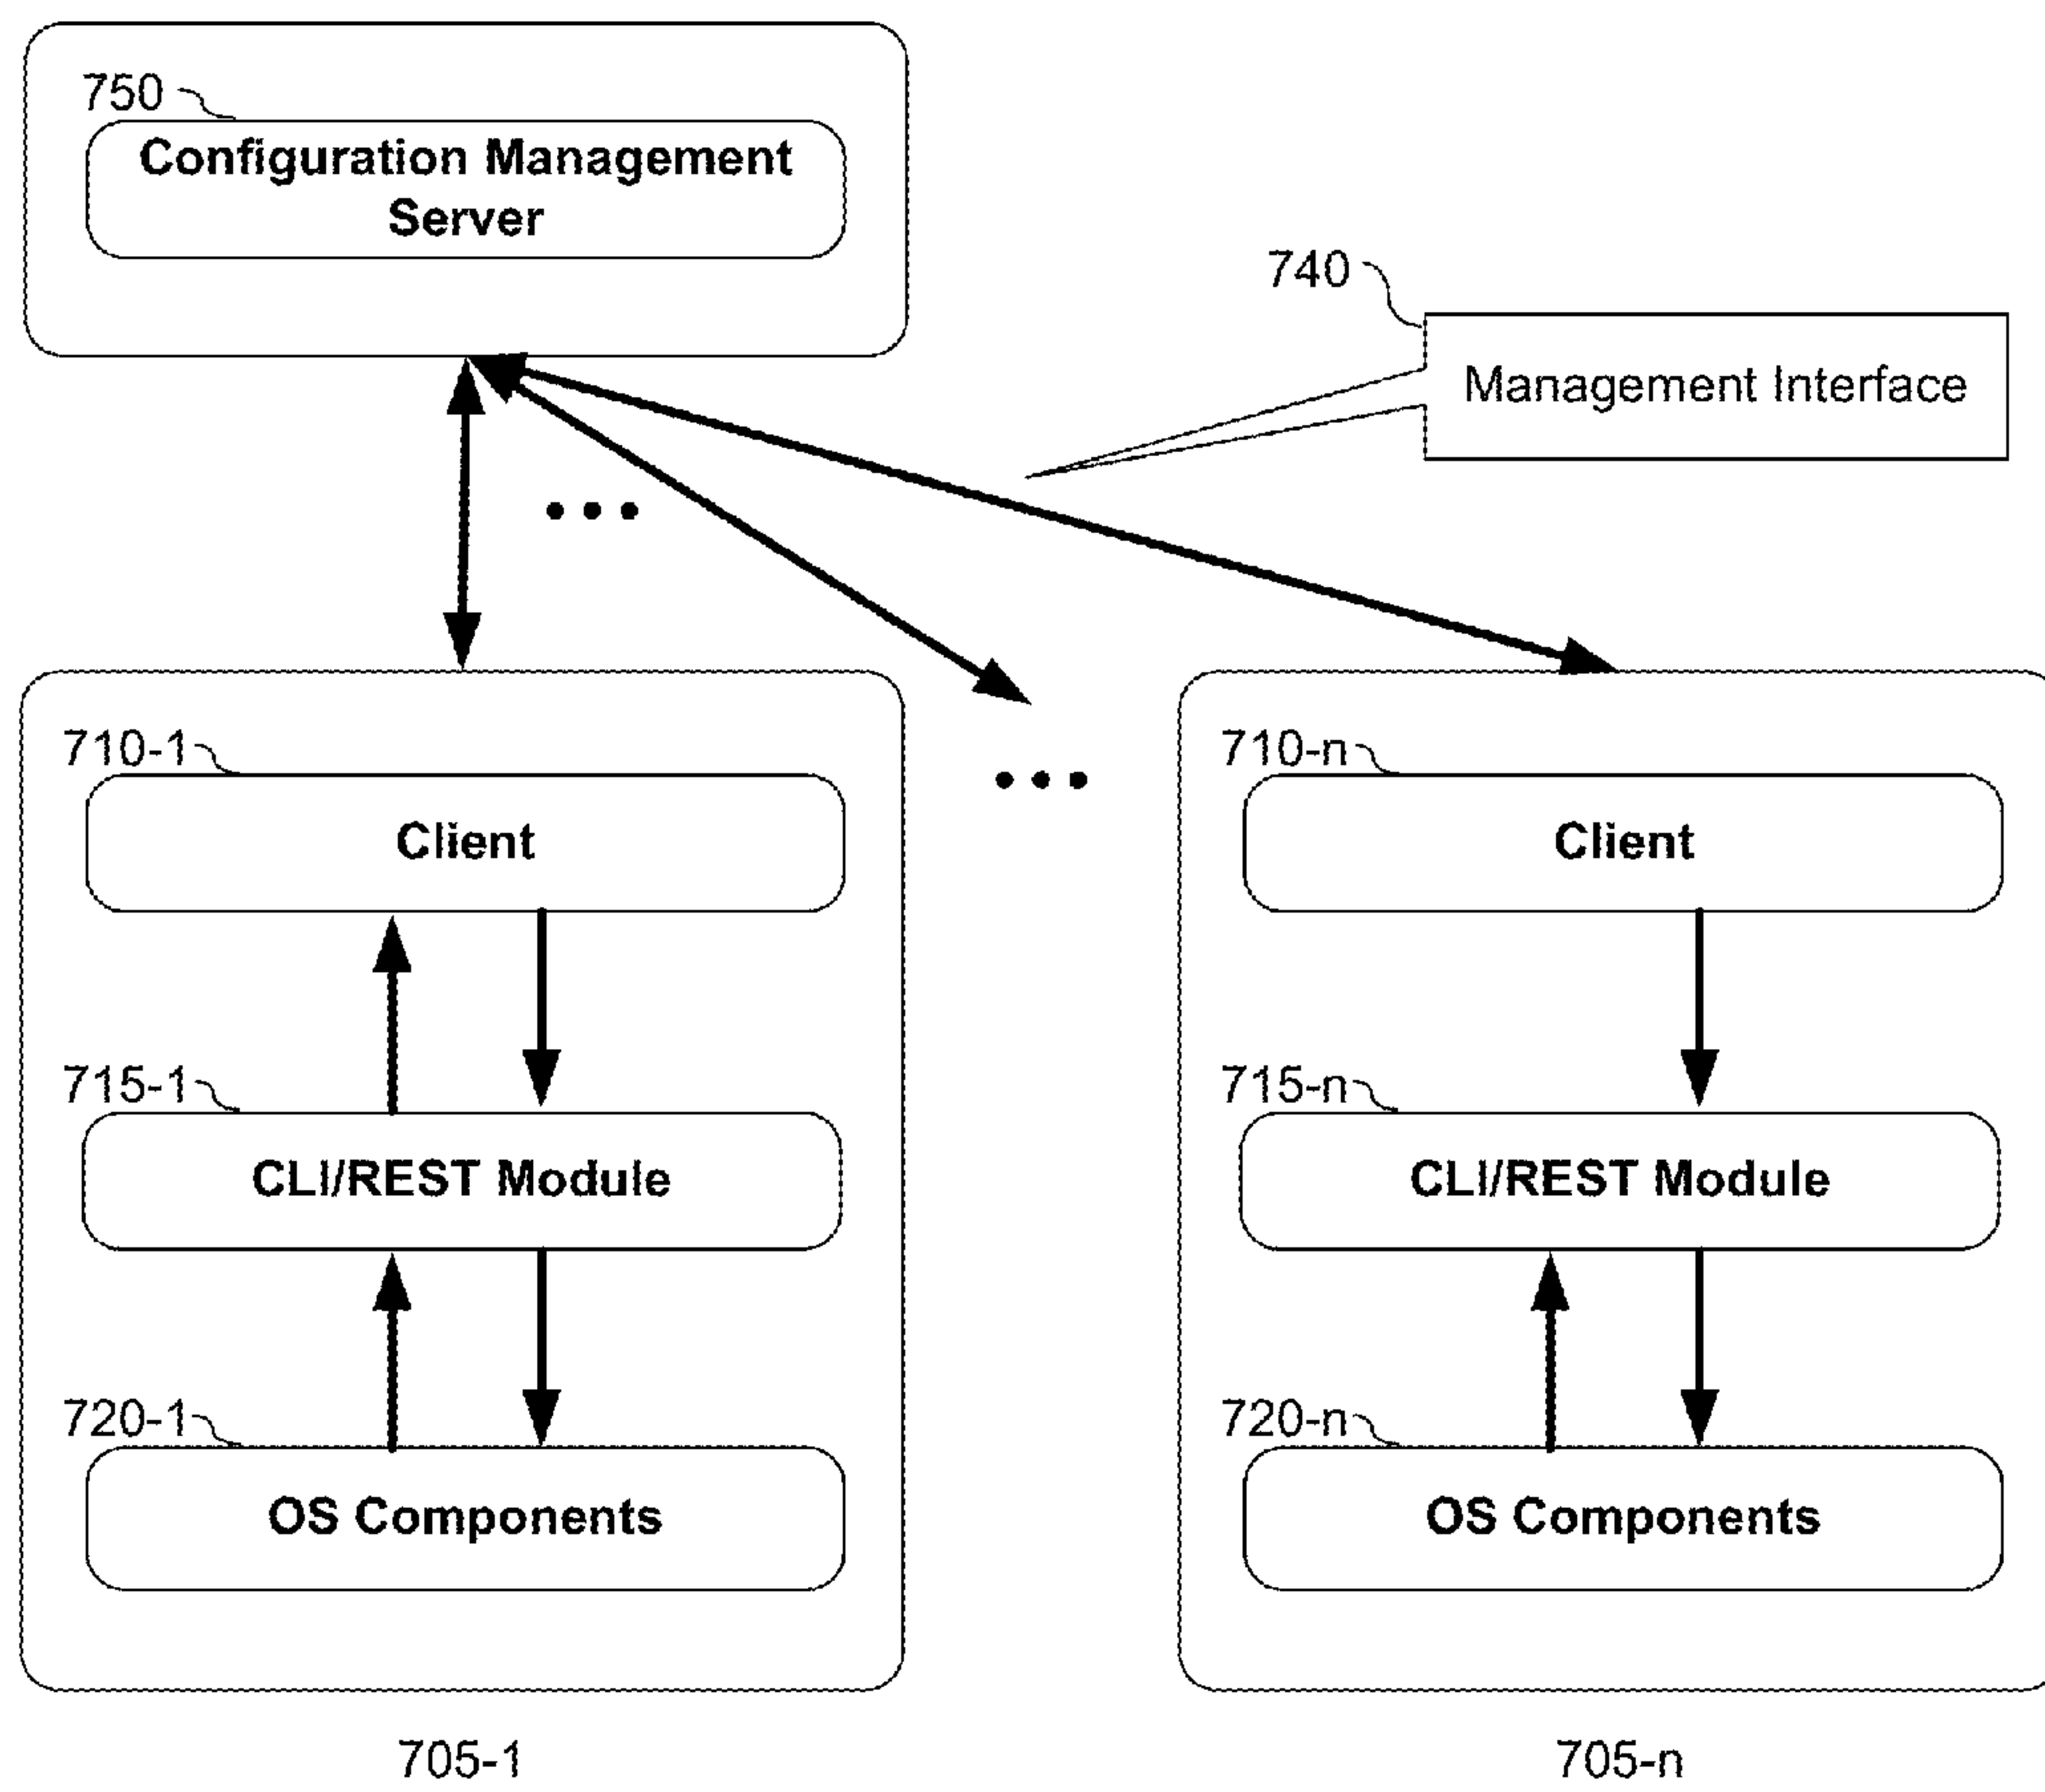 750
Configuration Management
Server
740
Management Interface
710-1
Client
710-n
Client
715-1
CLI/REST Module
715-n
CLI/REST Module
720-1
OS Components
720-n
OS Components
705-1
705-n